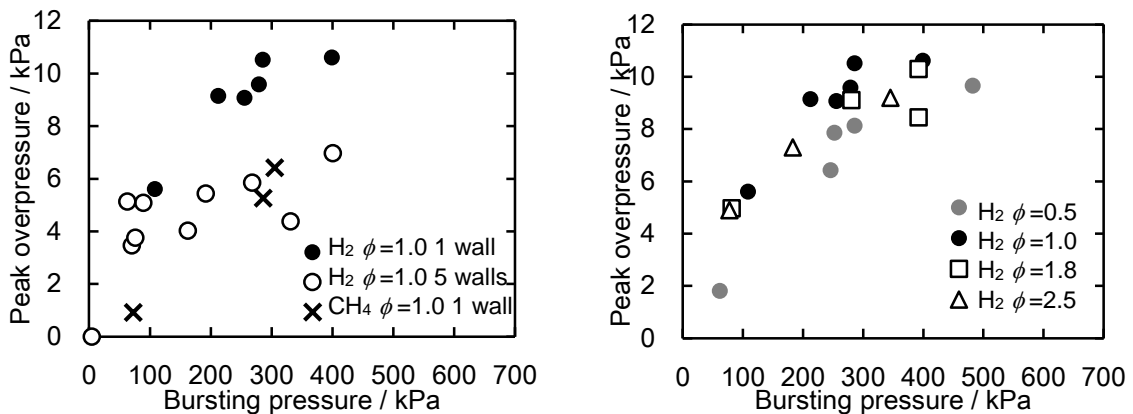 12
10
8
6
4
2
0
Peak overpressure / kPa
H₂ ϕ=1.0 1 wall
H₂ ϕ=1.0 5 walls
CH₄ ϕ=1.0 1 wall
0 100 200 300 400 500 600 700
Bursting pressure / kPa
12
10
8
6
4
2
0
Peak overpressure / kPa
H₂ ϕ=0.5
H₂ ϕ=1.0
H₂ ϕ=1.8
H₂ ϕ=2.5
0 100 200 300 400 500 600 700
Bursting pressure / kPa